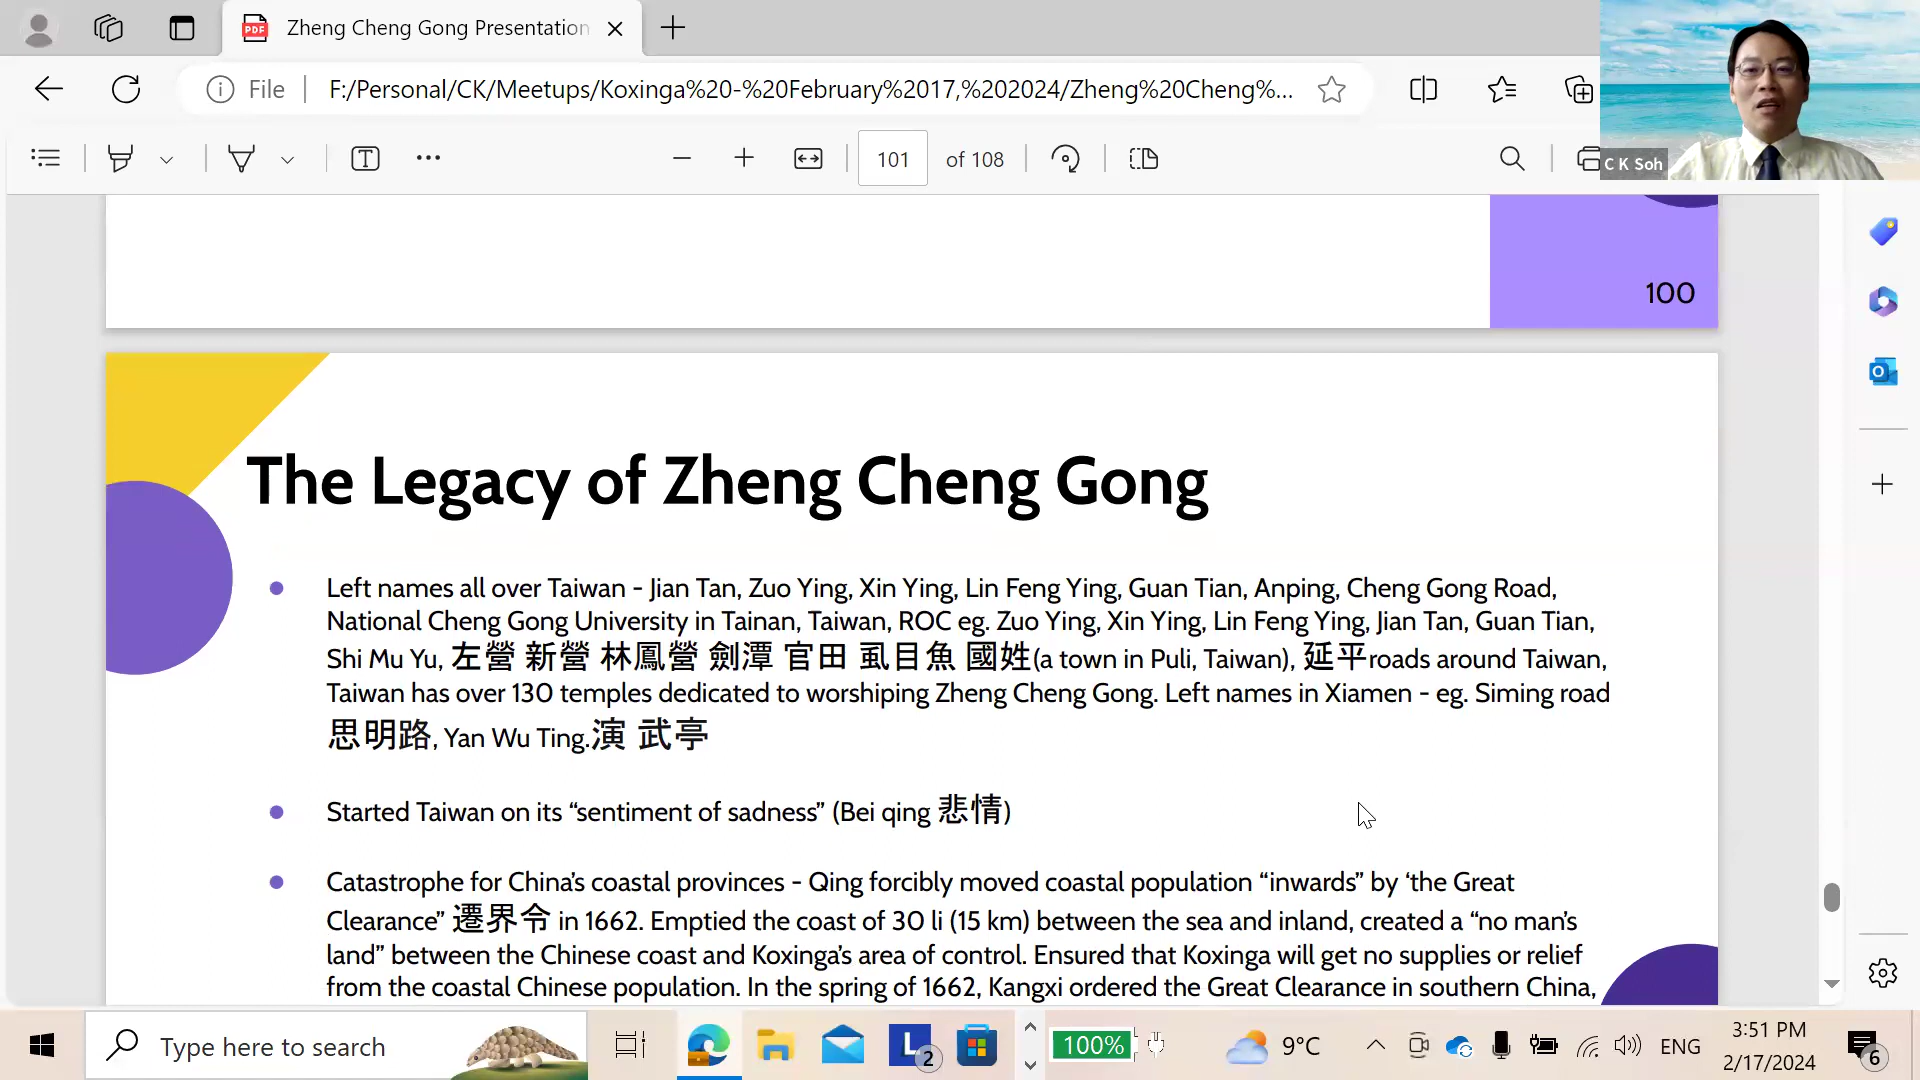 Zheng Cheng Gong Presentation
File
F:/Personal/CK/Meetups/Koxinga%20-%20February%2017,%202024/Zheng%20Cheng%...
101 of 108
C K Soh
100
The Legacy of Zheng Cheng Gong
Left names all over Taiwan - Jian Tan, Zuo Ying, Xin Ying, Lin Feng Ying, Guan Tian, Anping, Cheng Gong Road,
National Cheng Gong University in Tainan, Taiwan, ROC eg. Zuo Ying, Xin Ying, Lin Feng Ying, Jian Tan, Guan Tian,
Shi Mu Yu, 左營 新營 林鳳營 劍潭 官田 虱目魚 國姓(a town in Puli, Taiwan), 延平roads around Taiwan,
Taiwan has over 130 temples dedicated to worshiping Zheng Cheng Gong. Left names in Xiamen - eg. Siming road
思明路, Yan Wu Ting.演 武亭
Started Taiwan on its “sentiment of sadness” (Bei qing 悲情)
Catastrophe for China’s coastal provinces - Qing forcibly moved coastal population “inwards” by ‘the Great
Clearance” 遷界令 in 1662. Emptied the coast of 30 li (15 km) between the sea and inland, created a “no man’s
land” between the Chinese coast and Koxinga’s area of control. Ensured that Koxinga will get no supplies or relief
from the coastal Chinese population. In the spring of 1662, Kangxi ordered the Great Clearance in southern China,
Type here to search
L 2
100%
9°C
ENG
3:51 PM
2/17/2024
6